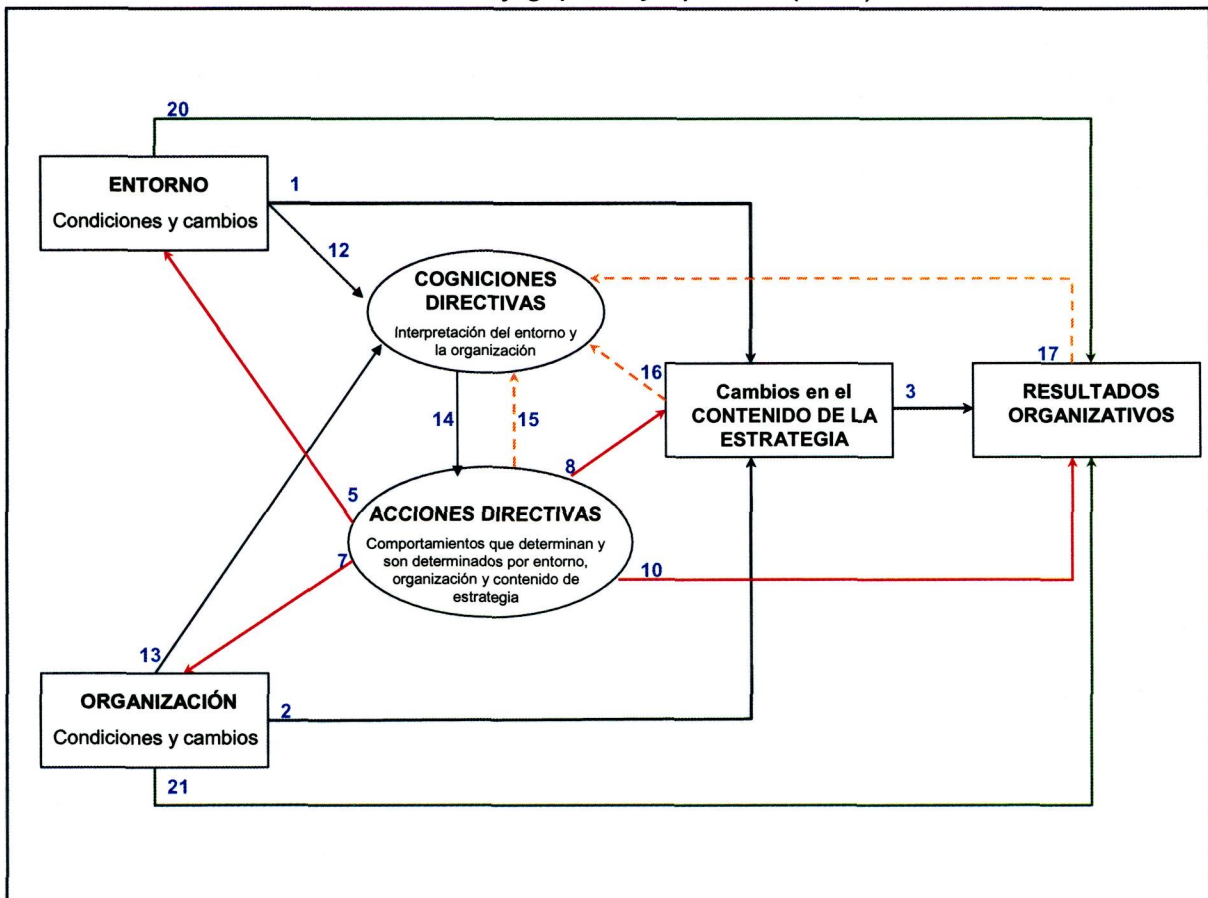 20
ENTORNO
Condiciones y cambios
1
12
COGNICIONES
DIRECTIVAS
Interpretación del entorno y
la organización
14
15
16
Cambios en el
CONTENIDO DE LA
ESTRATEGIA
3
17
RESULTADOS
ORGANIZATIVOS
8
5
ACCIONES DIRECTIVAS
Comportamientos que determinan y
son determinados por entorno,
organización y contenido de
estrategia
7
10
13
ORGANIZACIÓN
Condiciones y cambios
2
21